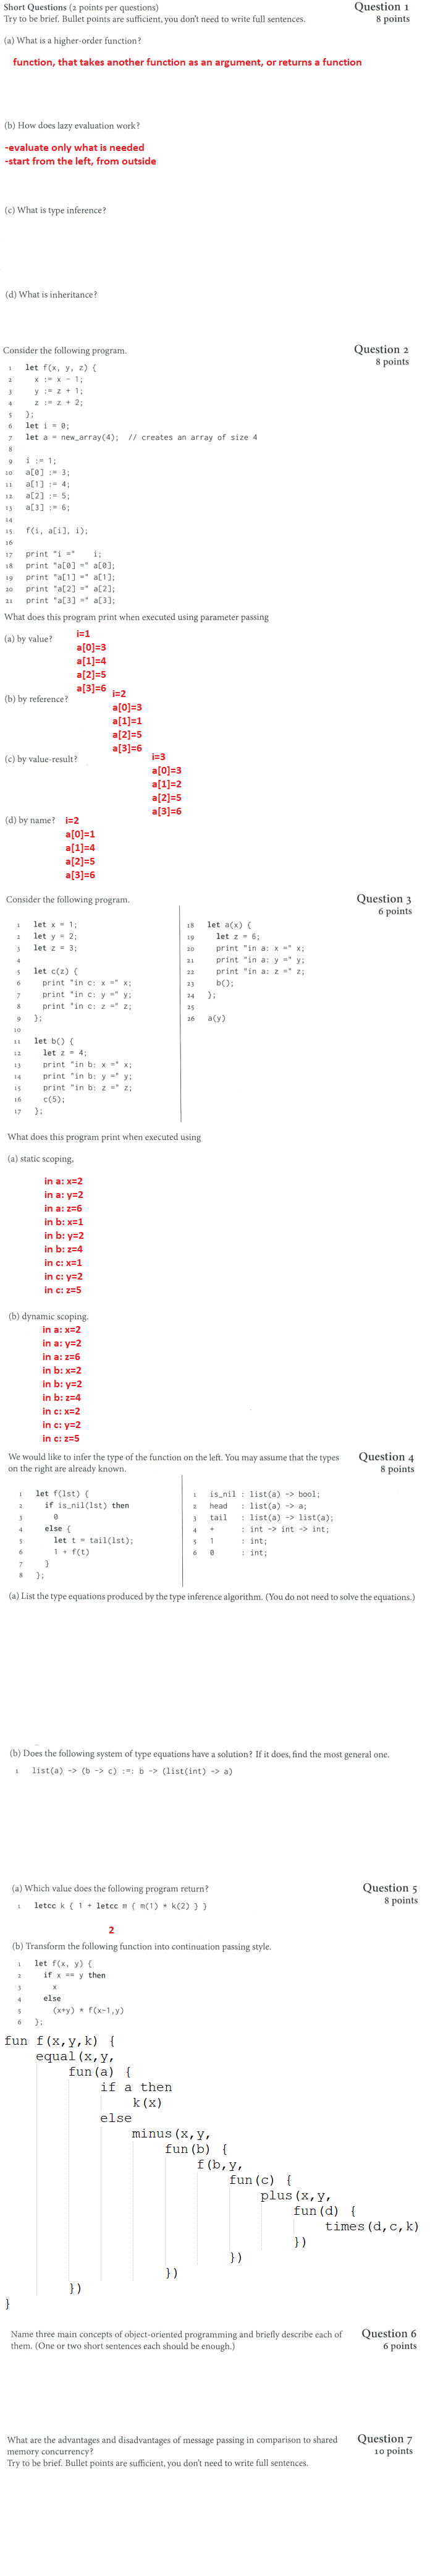 Short Questions (2 points per questions)
Question 1
Try to be brief. Bullet points are sufficient, you don't need to write full sentences.
8 points
(a) What is a higher-order function?
function, that takes another function as an argument, or returns a function
(b) How does lazy evaluation work?
-evaluate only what is needed
-start from the left, from outside
(c) What is type inference?
(d) What is inheritance?
Consider the following program.
Question 2
8 points
1 let f(x, y, z) {
2 x := x - 1;
3 y := z + 1;
4 z := z + 2;
5 };
6 let i = 0;
7 let a = new_array(4); // creates an array of size 4
8
9 i := 1;
10 a[0] := 3;
11 a[1] := 4;
12 a[2] := 5;
13 a[3] := 6;
14
15 f(i, a[i], i);
16
17 print "i =" i;
18 print "a[0] =" a[0];
19 print "a[1] =" a[1];
20 print "a[2] =" a[2];
21 print "a[3] =" a[3];
What does this program print when executed using parameter passing
(a) by value?
i=1
a[0]=3
a[1]=4
a[2]=5
a[3]=6
(b) by reference?
i=2
a[0]=3
a[1]=1
a[2]=5
a[3]=6
(c) by value-result?
i=3
a[0]=3
a[1]=2
a[2]=5
a[3]=6
(d) by name?
i=2
a[0]=1
a[1]=4
a[2]=5
a[3]=6
Consider the following program.
Question 3
6 points
1 let x = 1;
2 let y = 2;
3 let z = 3;
4
5 let c(z) {
6 print "in c: x =" x;
7 print "in c: y =" y;
8 print "in c: z =" z;
9 };
10
11 let b() {
12 let z = 4;
13 print "in b: x =" x;
14 print "in b: y =" y;
15 print "in b: z =" z;
16 c(5);
17 };
18 let a(x) {
19 let z = 6;
20 print "in a: x =" x;
21 print "in a: y =" y;
22 print "in a: z =" z;
23 b();
24 };
25
26 a(y)
What does this program print when executed using
(a) static scoping,
in a: x=2
in a: y=2
in a: z=6
in b: x=1
in b: y=2
in b: z=4
in c: x=1
in c: y=2
in c: z=5
(b) dynamic scoping.
in a: x=2
in a: y=2
in a: z=6
in b: x=2
in b: y=2
in b: z=4
in c: x=2
in c: y=2
in c: z=5
We would like to infer the type of the function on the left. You may assume that the types
Question 4
on the right are already known.
8 points
1 let f(lst) {
2 if is_nil(lst) then
3 0
4 else {
5 let t = tail(lst);
6 1 + f(t)
7 }
8 };
1 is_nil : list(a) -> bool;
2 head : list(a) -> a;
3 tail : list(a) -> list(a);
4 + : int -> int -> int;
5 1 : int;
6 0 : int;
(a) List the type equations produced by the type inference algorithm. (You do not need to solve the equations.)
(b) Does the following system of type equations have a solution? If it does, find the most general one.
1 list(a) -> (b -> c) :=: b -> (list(int) -> a)
(a) Which value does the following program return?
Question 5
8 points
1 letcc k { 1 + letcc m { m(1) * k(2) } }
2
(b) Transform the following function into continuation passing style.
1 let f(x, y) {
2 if x == y then
3 x
4 else
5 (x+y) * f(x-1,y)
6 };
fun f(x,y,k) {
equal(x,y,
fun(a) {
if a then
k(x)
else
minus(x,y,
fun(b) {
f(b,y,
fun(c) {
plus(x,y,
fun(d) {
times(d,c,k)
})
})
})
})
}
Name three main concepts of object-oriented programming and briefly describe each of
Question 6
them. (One or two short sentences each should be enough.)
6 points
What are the advantages and disadvantages of message passing in comparison to shared
Question 7
memory concurrency?
10 points
Try to be brief. Bullet points are sufficient, you don't need to write full sentences.